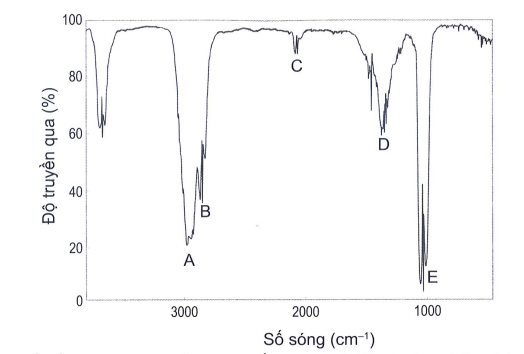 Độ truyền qua (%)
100
80
60
40
20
0
A
B
C
D
E
3000
2000
1000
Số sóng (cm⁻¹)